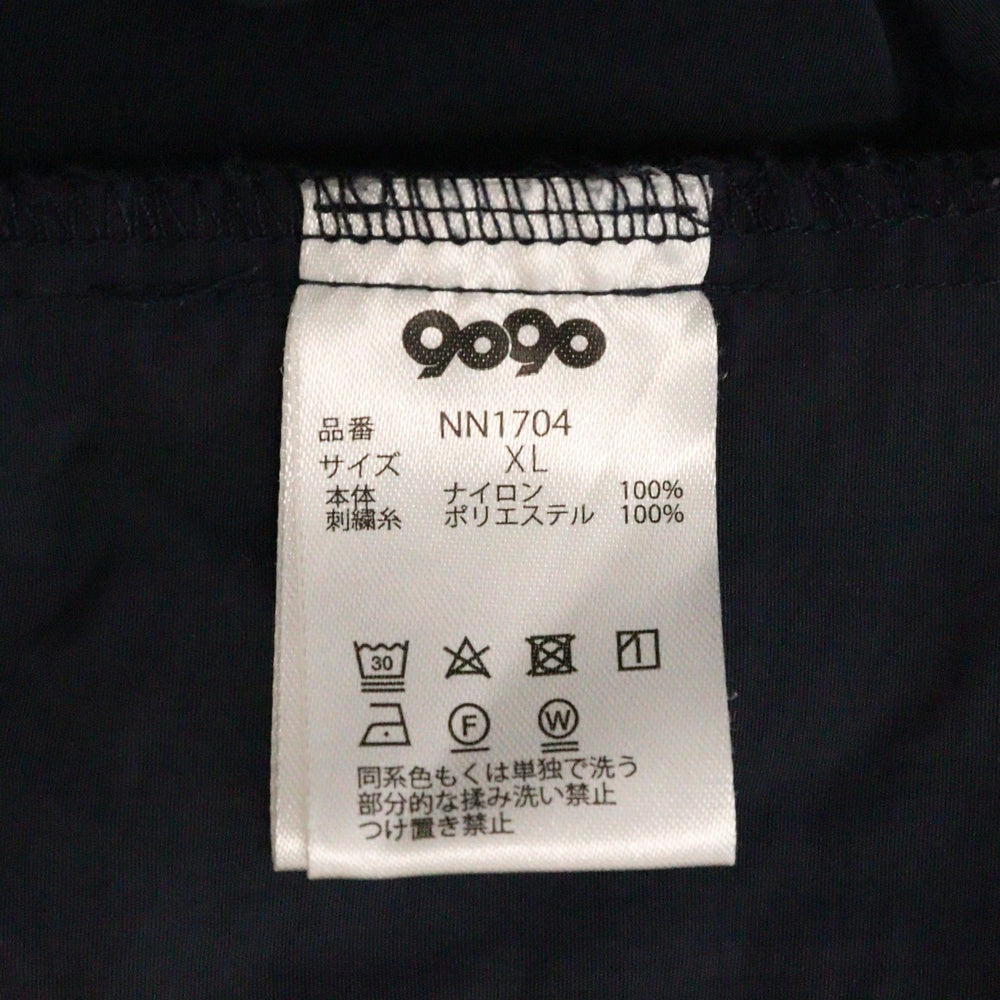 9090
品番 NN1704
サイズ XL
本体 ナイロン 100%
刺繍糸 ポリエステル 100%
30
F W
同系色もくは単独で洗う
部分的な揉み洗い禁止
つけ置き禁止